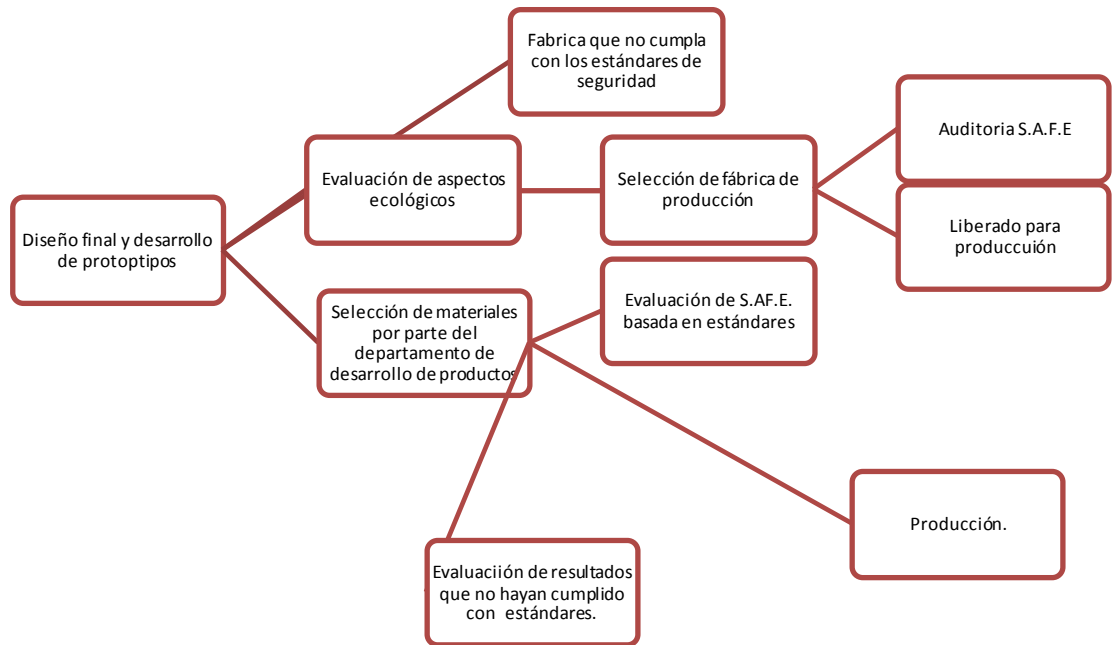 Fabrica que no cumpla
con los estándares de
seguridad
Auditoria S.A.F.E
Evaluación de aspectos
ecológicos
Selección de fábrica de
producción
Diseño final y desarrollo
de protoptipos
Liberado para
produccuión
Selección de materiales
por parte del
departamento de
desarrollo de productos
Evaluación de S.AF.E.
basada en estándares
Producción.
Evaluaciión de resultados
que no hayan cumplido
con estándares.